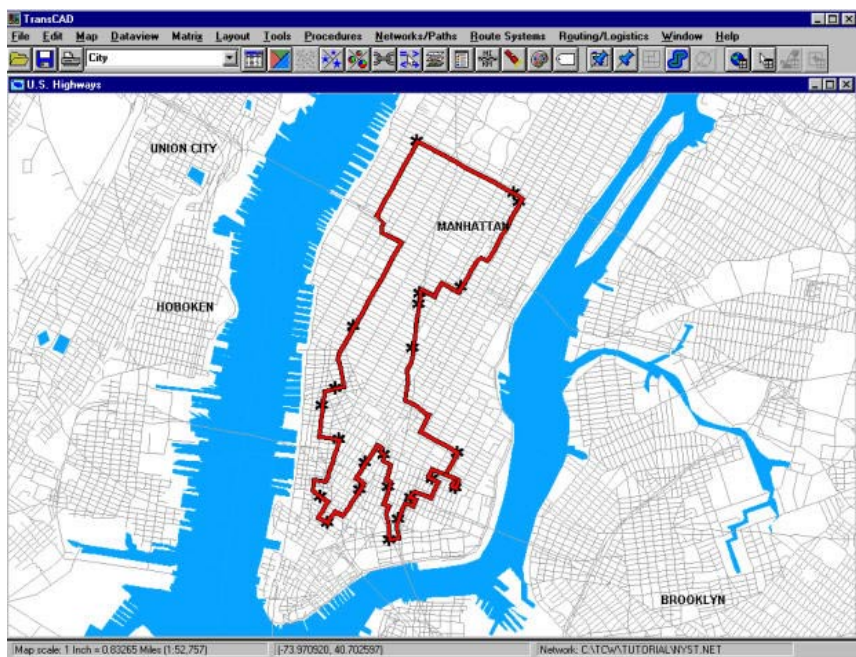 TransCAD
File Edit Map Dataview Matrix Layout Tools Procedures Networks/Paths Route Systems Routing/Logistics Window Help
City
U.S. Highways
UNION CITY
MANHATTAN
HOBOKEN
BROOKLYN
Map scale: 1 Inch = 0.83265 Miles (1:52,757) (-73.970920, 40.702597) Network: C:\TCW\TUTORIAL\NYST.NET